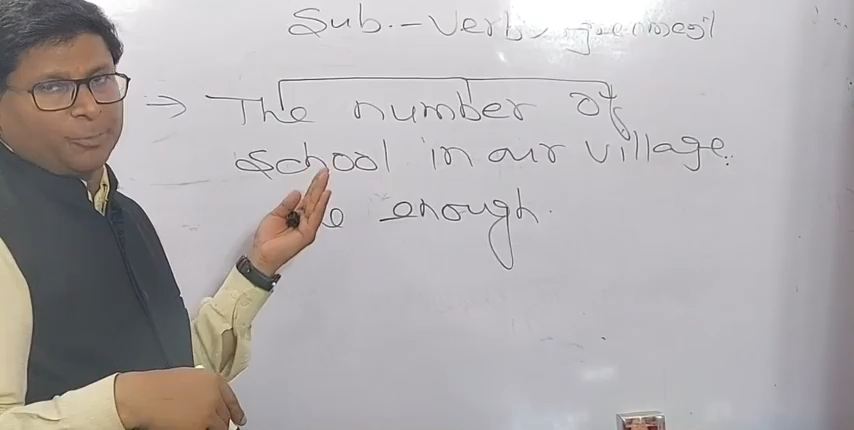 Sub.-Verb
→ The number of
School in our village
enough.